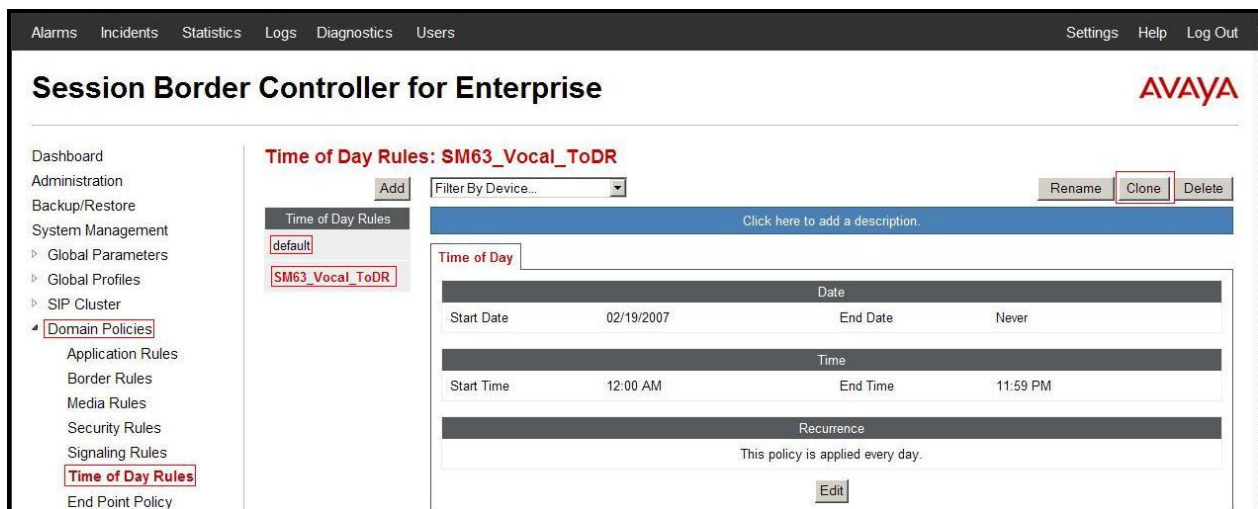 Alarms Incidents Statistics Logs Diagnostics Users Settings Help Log Out
Session Border Controller for Enterprise
AVAYA
Dashboard
Administration
Backup/Restore
System Management
Global Parameters
Global Profiles
SIP Cluster
Domain Policies
Application Rules
Border Rules
Media Rules
Security Rules
Signaling Rules
Time of Day Rules
End Point Policy
Time of Day Rules: SM63_Vocal_ToDR
Add
Filter By Device...
Rename Clone Delete
Time of Day Rules
default
SM63_Vocal_ToDR
Click here to add a description.
Time of Day
Date
Start Date 02/19/2007 End Date Never
Time
Start Time 12:00 AM End Time 11:59 PM
Recurrence
This policy is applied every day.
Edit